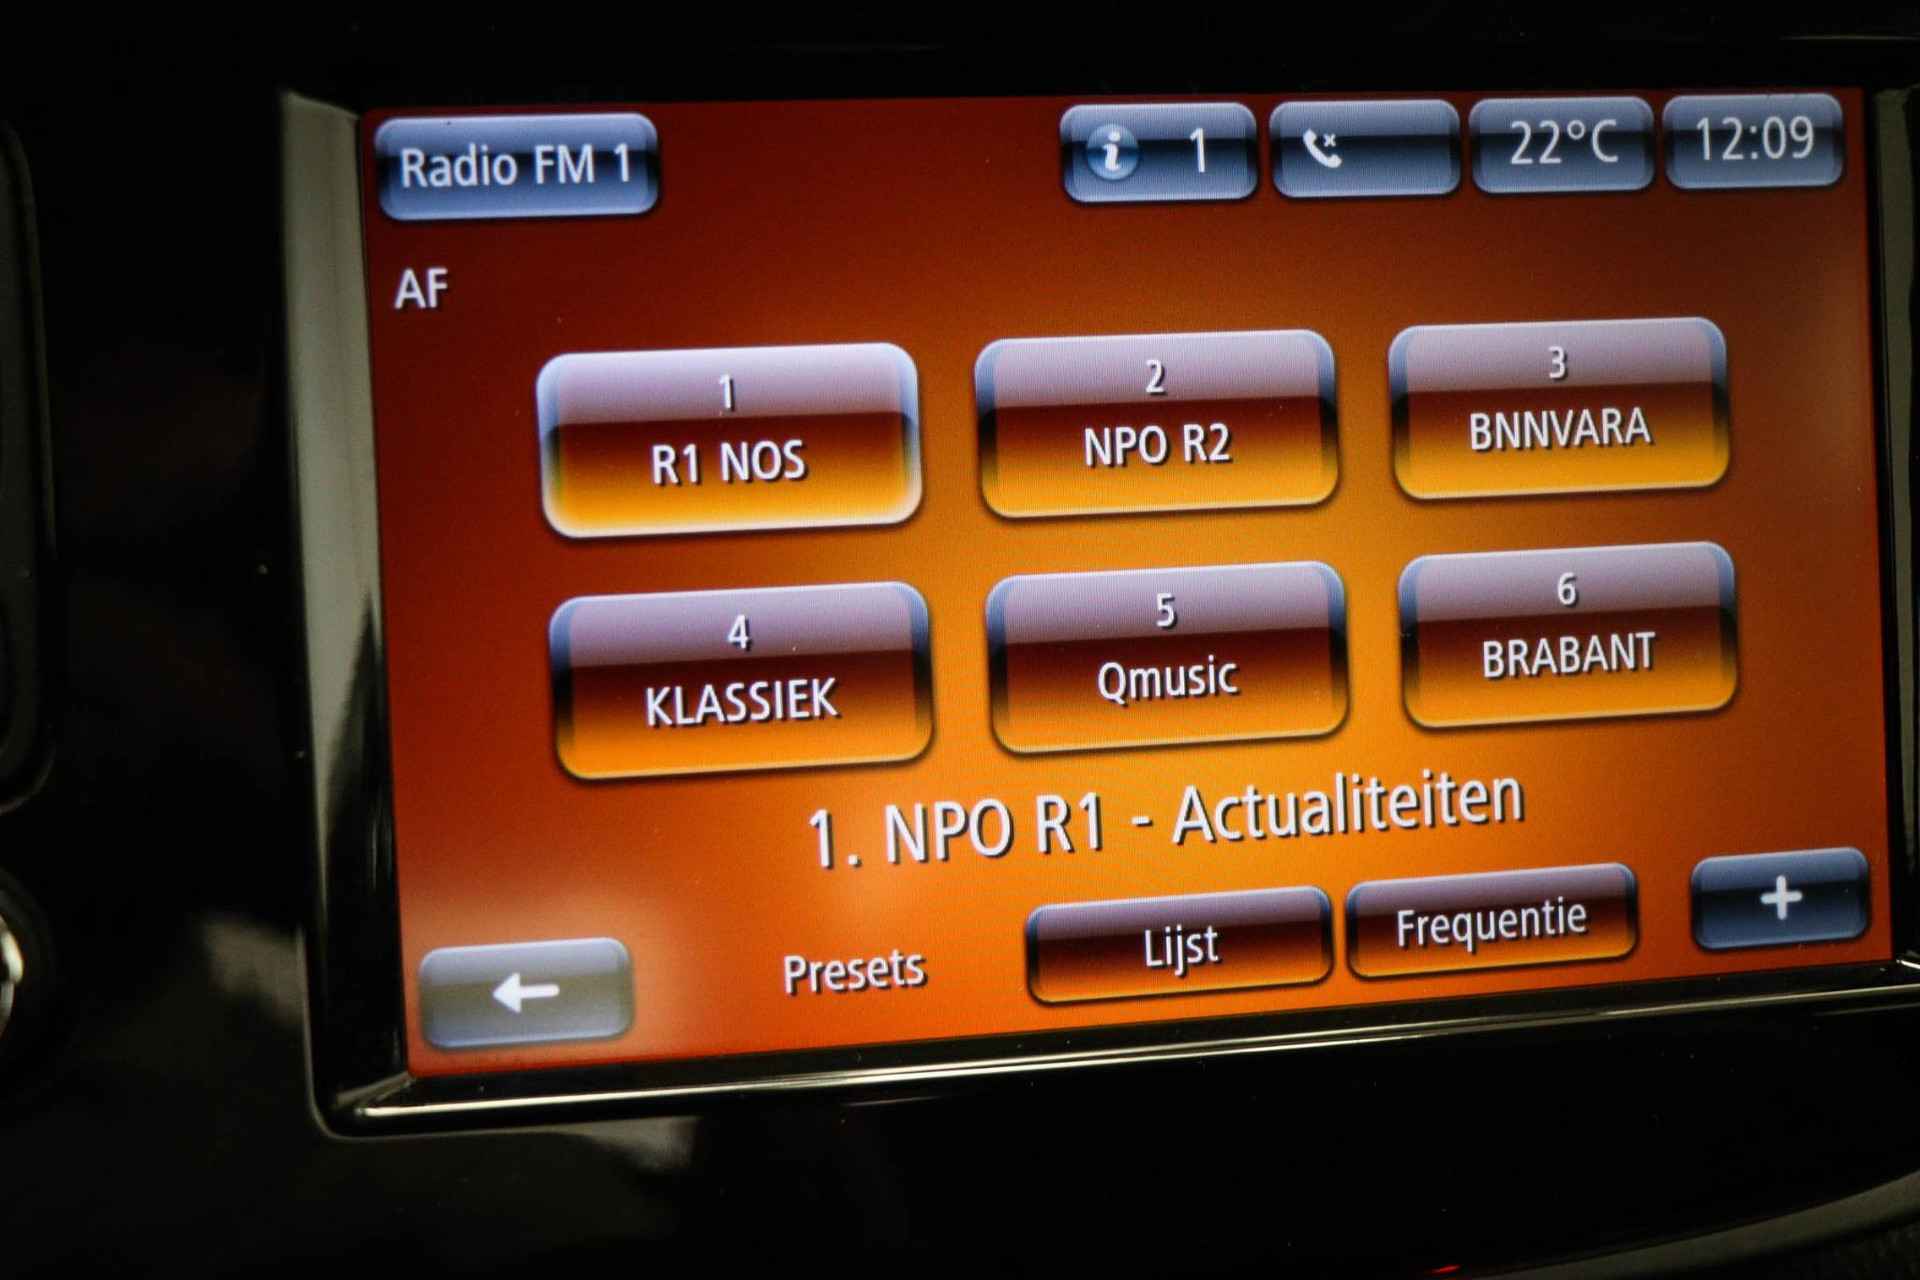 Radio FM 1
i 1
22°C
12:09
AF
1
R1 NOS
2
NPO R2
3
BNNVARA
4
KLASSIEK
5
Qmusic
6
BRABANT
1. NPO R1 - Actualiteiten
Presets
Lijst
Frequentie
+